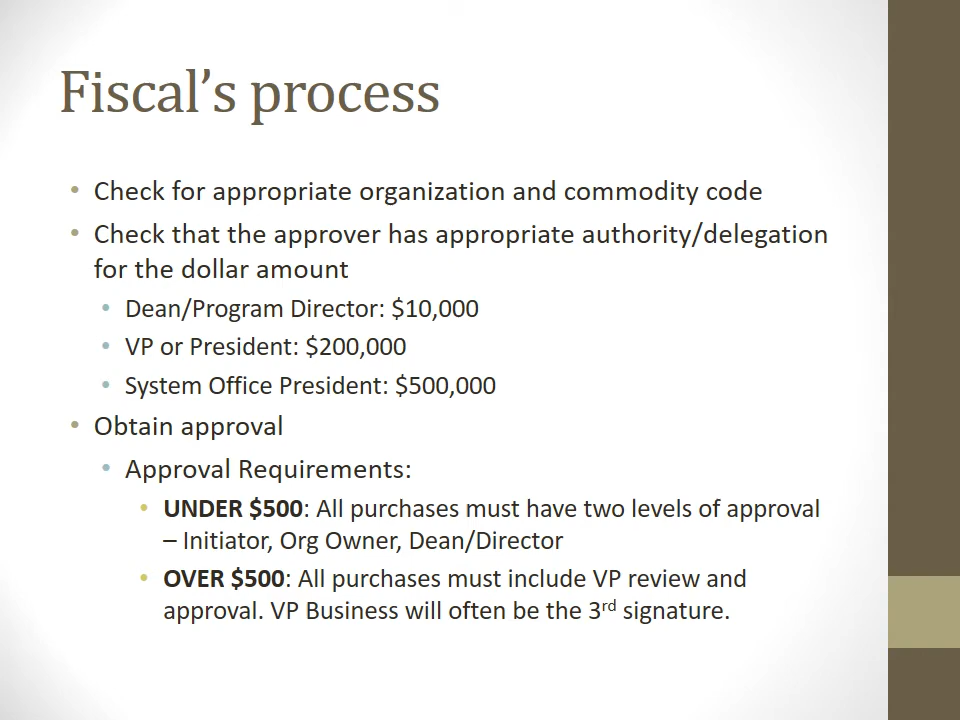 Fiscal’s process
• Check for appropriate organization and commodity code
• Check that the approver has appropriate authority/delegation
for the dollar amount
• Dean/Program Director: $10,000
• VP or President: $200,000
• System Office President: $500,000
• Obtain approval
• Approval Requirements:
• UNDER $500: All purchases must have two levels of approval
– Initiator, Org Owner, Dean/Director
• OVER $500: All purchases must include VP review and
approval. VP Business will often be the 3rd signature.